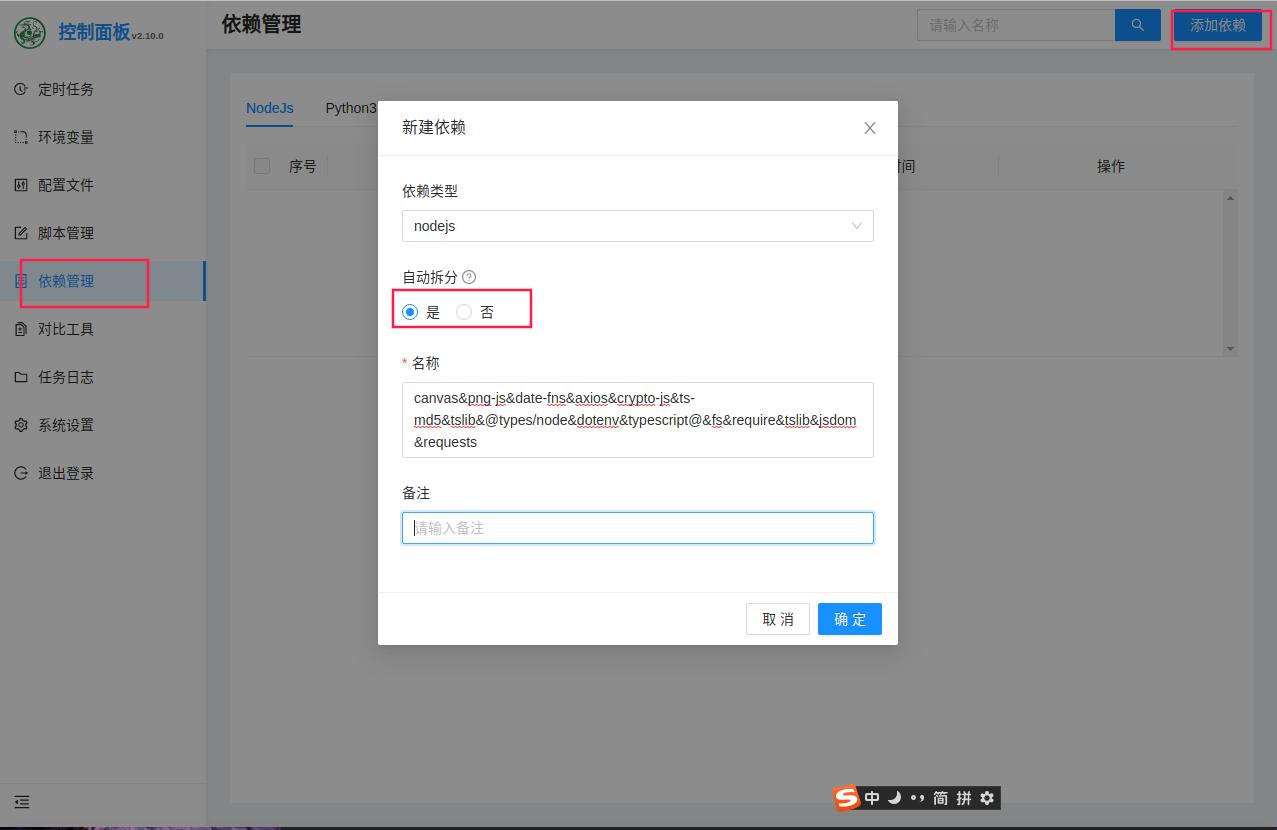 控制面板 v2.10.0
依赖管理
请输入名称
添加依赖
定时任务
环境变量
配置文件
脚本管理
依赖管理
对比工具
任务日志
系统设置
退出登录
NodeJs Python3
序号 时间 操作
新建依赖
依赖类型
nodejs
自动拆分
是 否
* 名称
canvas&png-js&date-fns&axios&crypto-js&ts-
md5&tslib&@types/node&dotenv&typescript@&fs&require&tslib&jsdom
&requests
备注
请输入备注
取 消 确 定
中 简 拼